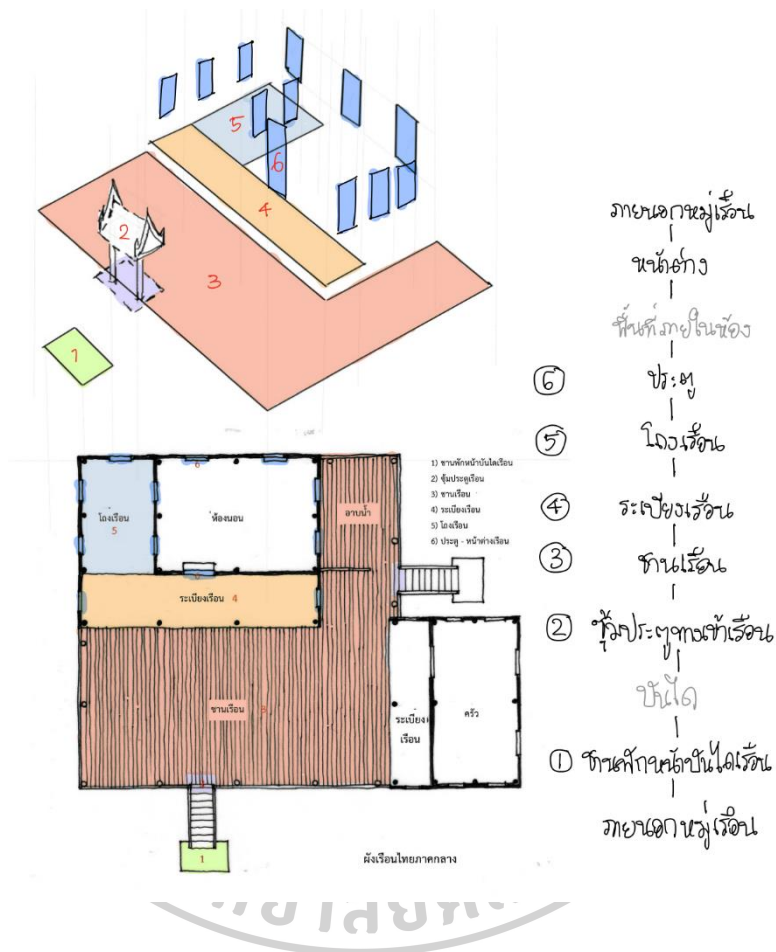 5
6
4
2
3
1
ภายนอกหมู่เรือน
หน้าต่าง
พื้นที่ภายในห้อง
⑥ ประตู
⑤ โถงเรือน
④ ระเบียงเรือน
③ ชานเรือน
② ซุ้มประตูทางเข้าเรือน
บันได
① ชานพักหน้าบันไดเรือน
ภายนอกหมู่เรือน
1) ชานพักหน้าบันไดเรือน
2) ซุ้มประตูเรือน
3) ชานเรือน
4) ระเบียงเรือน
5) โถงเรือน
6) ประตู - หน้าต่างเรือน
6
โถงเรือน
5
ห้องนอน
อาบน้ำ
6
ระเบียงเรือน 4
ชานเรือน 3
ระเบียง
เรือน
ครัว
2
1
ผังเรือนไทยภาคกลาง